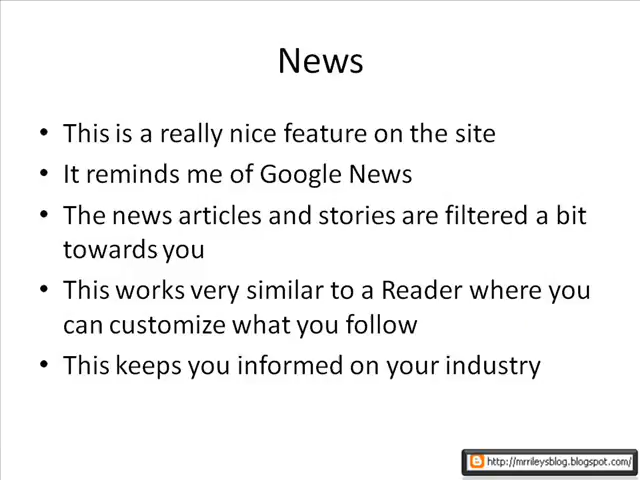 News
• This is a really nice feature on the site
• It reminds me of Google News
• The news articles and stories are filtered a bit
towards you
• This works very similar to a Reader where you
can customize what you follow
• This keeps you informed on your industry
http://mrrileysblog.blogspot.com/